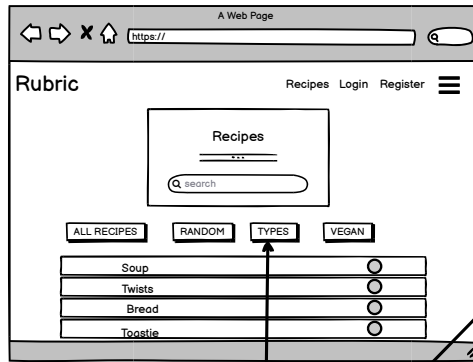 A Web Page
https://
Rubric
Recipes Login Register
Recipes
search
ALL RECIPES RANDOM TYPES VEGAN
Soup
Twists
Bread
Toastie